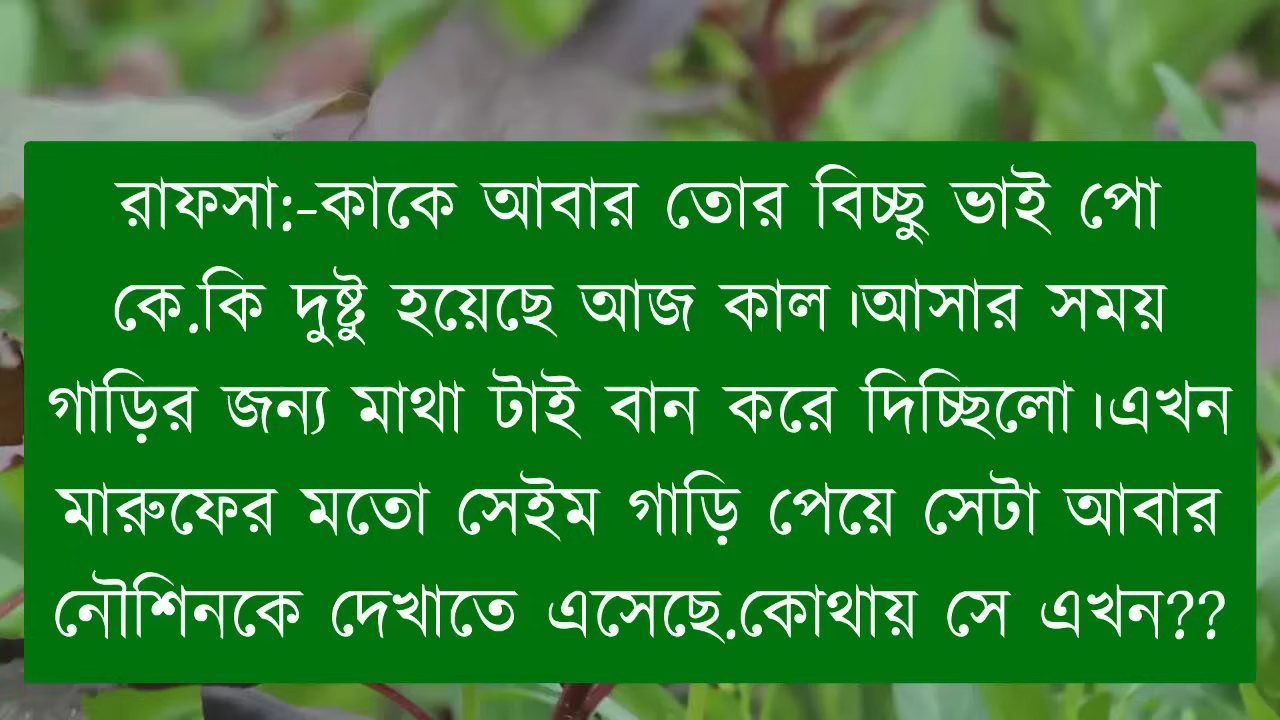 রাফসা:-কাকে আবার তোর বিচ্ছু ভাই পো
কে.কি দুষ্টু হয়েছে আজ কাল।আসার সময়
গাড়ির জন্য মাথা টাই বান করে দিচ্ছিলো।এখন
মারুফের মতো সেইম গাড়ি পেয়ে সেটা আবার
নৌশিনকে দেখাতে এসেছে.কোথায় সে এখন??